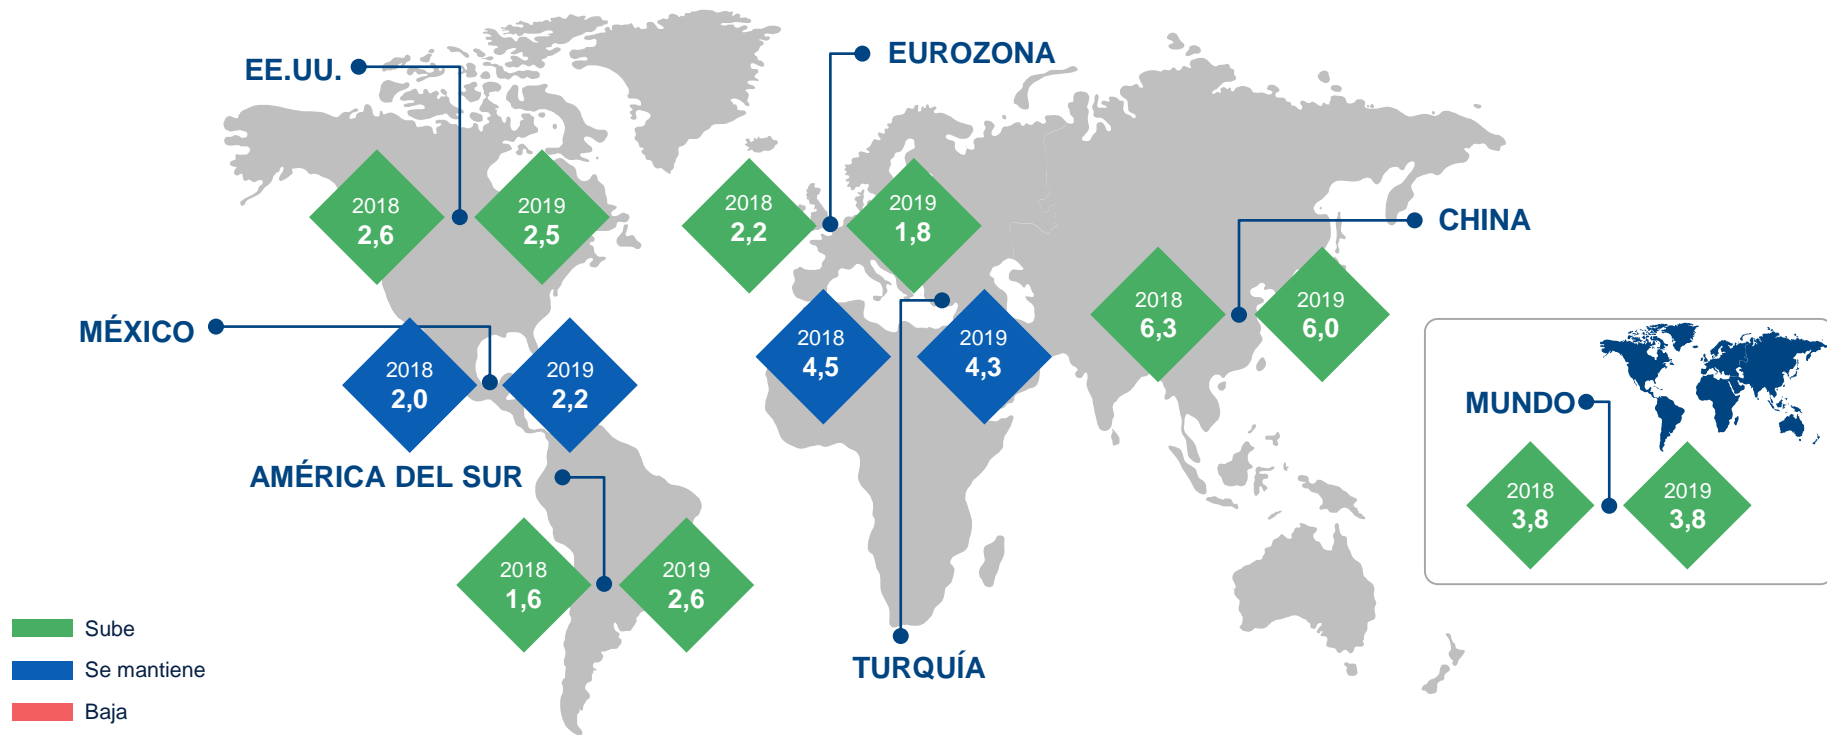 EE.UU.
2018
2,6
2019
2,5
EUROZONA
2018
2,2
2019
1,8
CHINA
2018
6,3
2019
6,0
MÉXICO
2018
2,0
2019
2,2
2018
4,5
2019
4,3
TURQUÍA
AMÉRICA DEL SUR
2018
1,6
2019
2,6
MUNDO
2018
3,8
2019
3,8
Sube
Se mantiene
Baja